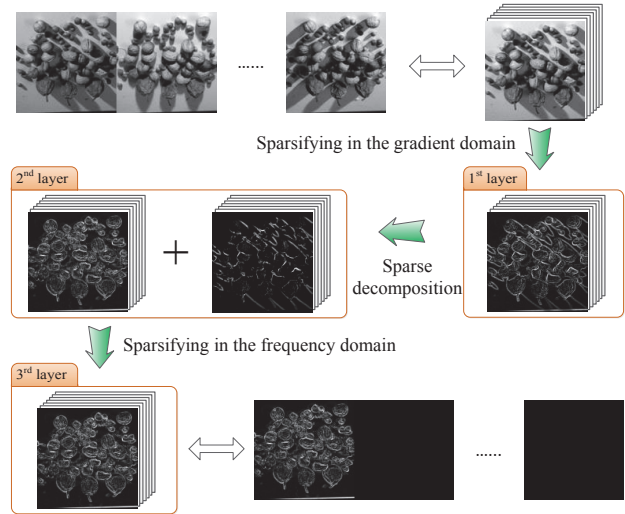 ......
Sparsifying in the gradient domain
2nd layer
1st layer
+
Sparse
decomposition
Sparsifying in the frequency domain
3rd layer
......